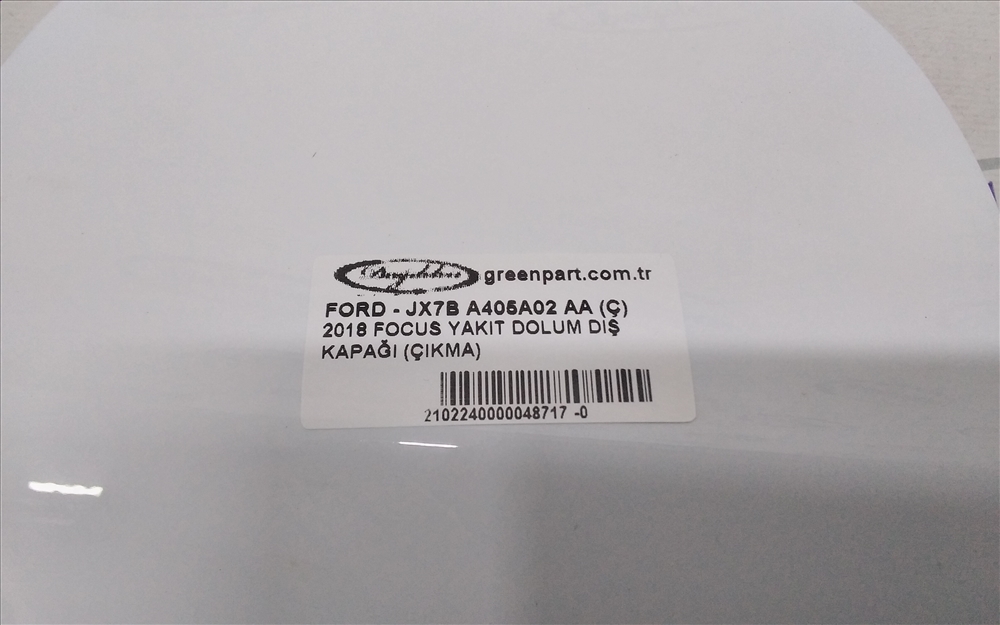 greenpart.com.tr
FORD - JX7B A405A02 AA (Ç)
2018 FOCUS YAKIT DOLUM DIŞ
KAPAĞI (ÇIKMA)
2102240000048717 -0